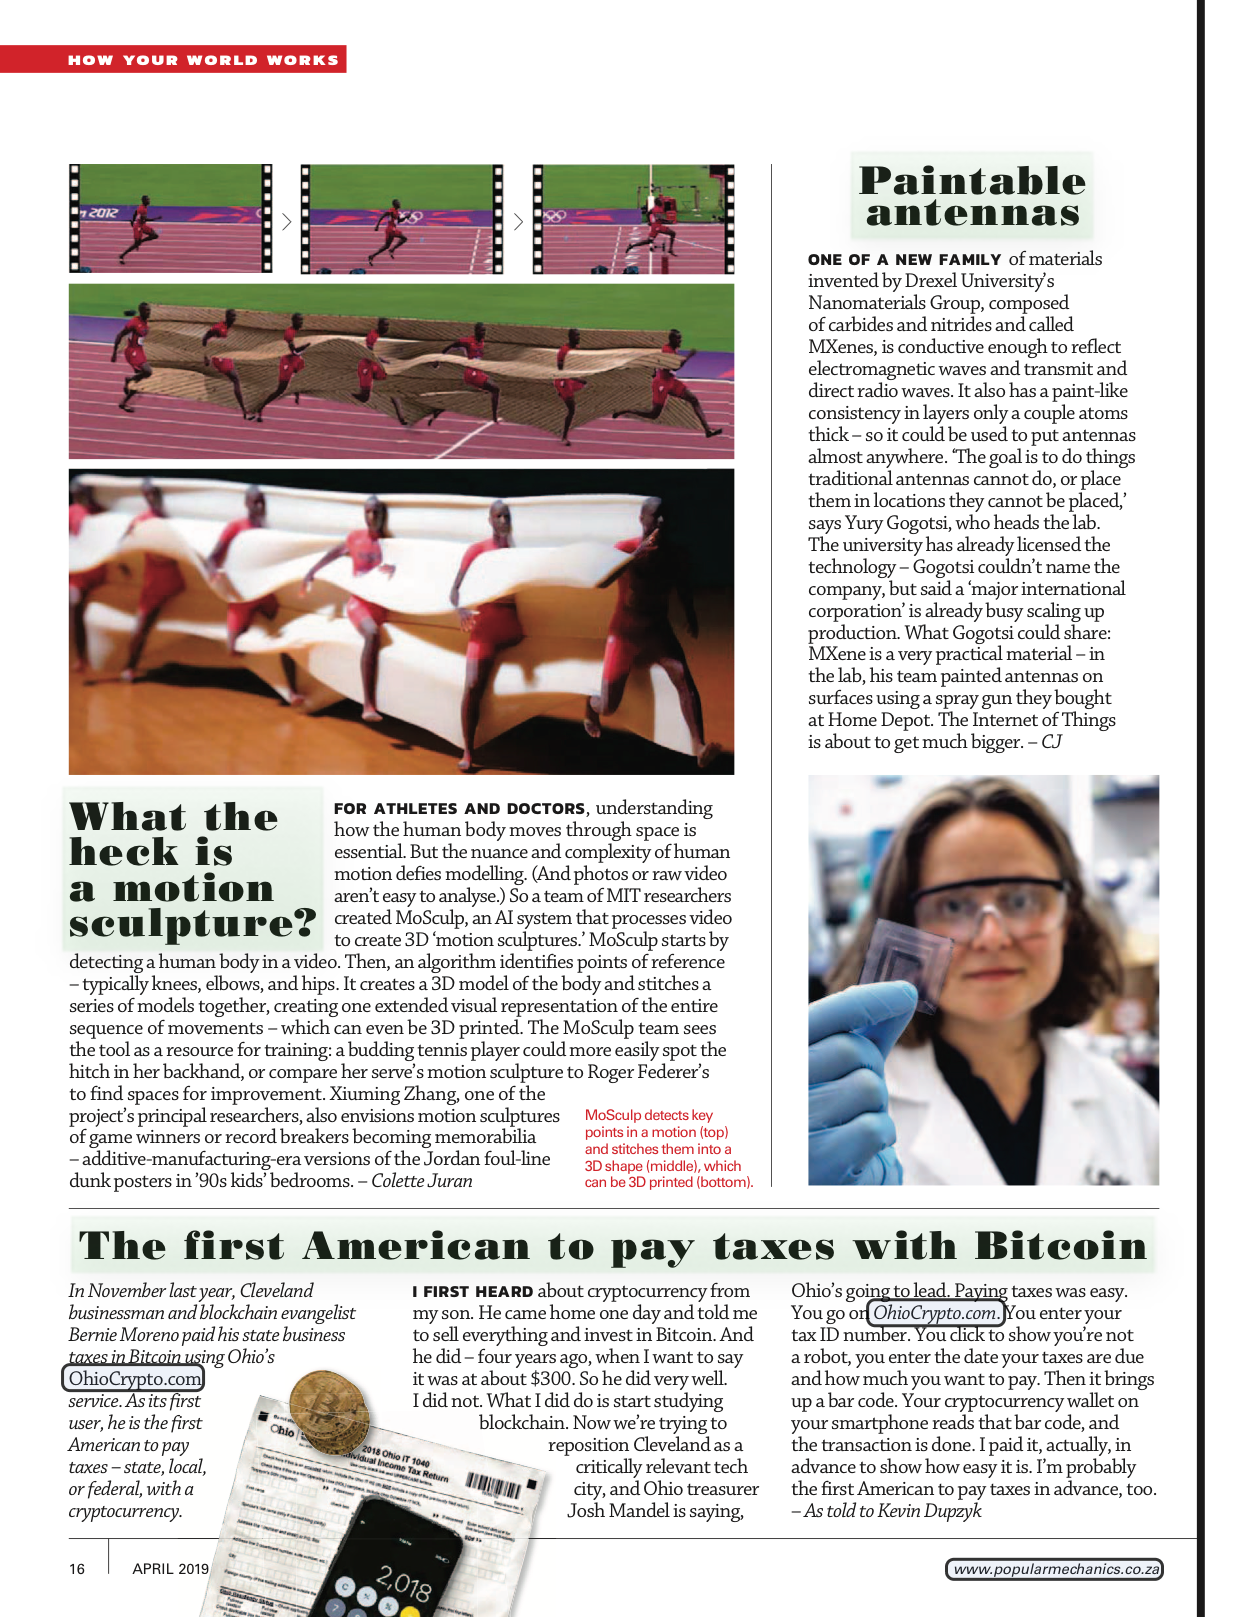 HOW YOUR WORLD WORKS
n 2012
What the
heck is
a motion
sculpture?
FOR ATHLETES AND DOCTORS, understanding
how the human body moves through space is
essential. But the nuance and complexity of human
motion defies modelling. (And photos or raw video
aren't easy to analyse.) So a team of MIT researchers
created MoSculp, an AI system that processes video
to create 3D 'motion sculptures.' MoSculp starts by
detecting a human body in a video. Then, an algorithm identifies points of reference
– typically knees, elbows, and hips. It creates a 3D model of the body and stitches a
series of models together, creating one extended visual representation of the entire
sequence of movements – which can even be 3D printed. The MoSculp team sees
the tool as a resource for training: a budding tennis player could more easily spot the
hitch in her backhand, or compare her serve's motion sculpture to Roger Federer's
to find spaces for improvement. Xiuming Zhang, one of the
project's principal researchers, also envisions motion sculptures
of game winners or record breakers becoming memorabilia
– additive-manufacturing-era versions of the Jordan foul-line
dunk posters in '90s kids' bedrooms. – Colette Juran
MoSculp detects key
points in a motion (top)
and stitches them into a
3D shape (middle), which
can be 3D printed (bottom).
Paintable
antennas
ONE OF A NEW FAMILY of materials
invented by Drexel University's
Nanomaterials Group, composed
of carbides and nitrides and called
MXenes, is conductive enough to reflect
electromagnetic waves and transmit and
direct radio waves. It also has a paint-like
consistency in layers only a couple atoms
thick – so it could be used to put antennas
almost anywhere. 'The goal is to do things
traditional antennas cannot do, or place
them in locations they cannot be placed,'
says Yury Gogotsi, who heads the lab.
The university has already licensed the
technology – Gogotsi couldn't name the
company, but said a 'major international
corporation' is already busy scaling up
production. What Gogotsi could share:
MXene is a very practical material – in
the lab, his team painted antennas on
surfaces using a spray gun they bought
at Home Depot. The Internet of Things
is about to get much bigger. – CJ
The first American to pay taxes with Bitcoin
In November last year, Cleveland
businessman and blockchain evangelist
Bernie Moreno paid his state business
taxes in Bitcoin using Ohio's
OhioCrypto.com
service. As its first
user, he is the first
American to pay
taxes – state, local,
or federal, with a
cryptocurrency.
I FIRST HEARD about cryptocurrency from
my son. He came home one day and told me
to sell everything and invest in Bitcoin. And
he did – four years ago, when I want to say
it was at about $300. So he did very well.
I did not. What I did do is start studying
blockchain. Now we're trying to
reposition Cleveland as a
critically relevant tech
city, and Ohio treasurer
Josh Mandel is saying,
Ohio's going to lead. Paying taxes was easy.
You go on OhioCrypto.com. You enter your
tax ID number. You click to show you're not
a robot, you enter the date your taxes are due
and how much you want to pay. Then it brings
up a bar code. Your cryptocurrency wallet on
your smartphone reads that bar code, and
the transaction is done. I paid it, actually, in
advance to show how easy it is. I'm probably
the first American to pay taxes in advance, too.
– As told to Kevin Dupzyk
Ohio
2018 Ohio IT 1040
Individual Income Tax Return
2,018
16
APRIL 2019
www.popularmechanics.co.za